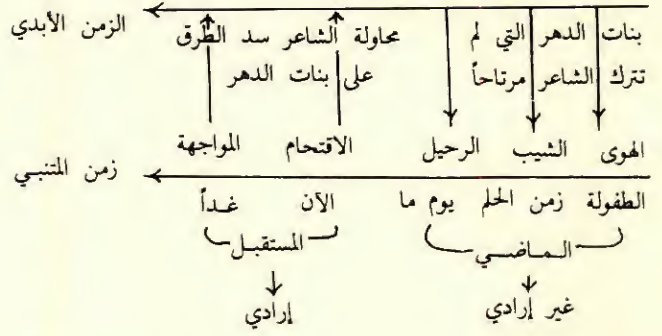 بنات الدهر التي لم محاولة الشاعر سد الطرق الزمن الأبدي
تترك الشاعر مرتاحاً على بنات الدهر
الهوى الشيب الرحيل الاقتحام المواجهة
زمن المتنبي
الطفولة زمن الحلم يوم ما الآن غداً
الماضي المستقبل
غير إرادي إرادي